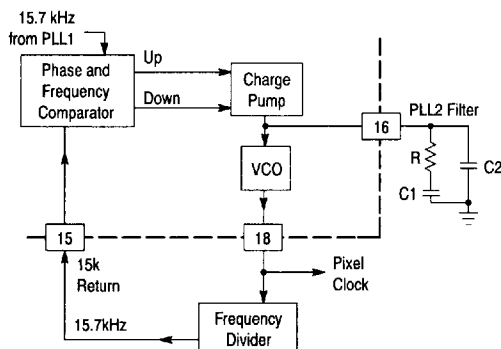 15.7 kHz
from PLL1
Phase and
Frequency
Comparator
Up
Down
Charge
Pump
16
PLL2 Filter
R
C1
C2
VCO
15
18
15k
Return
Pixel
Clock
15.7kHz
Frequency
Divider